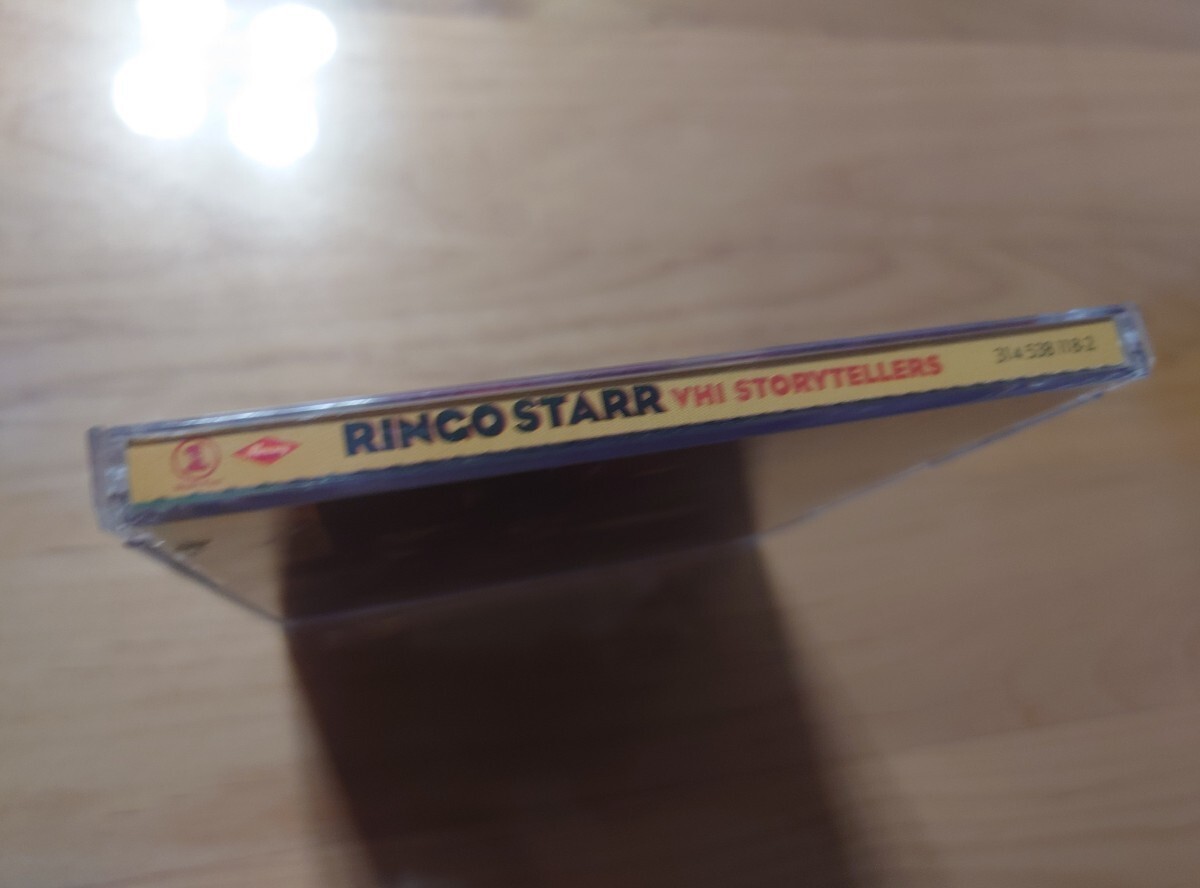 RINGO STARR VH1 STORYTELLERS 314 538 118-2